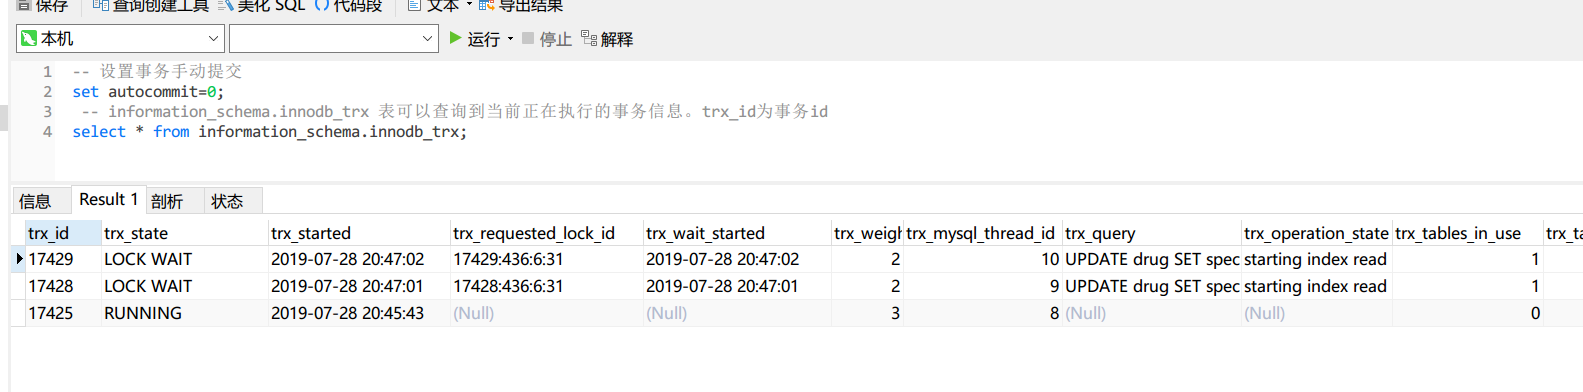 保存 查询创建工具 美化 SQL 代码段 文本 导出结果
本机 运行 停止 解释
1 -- 设置事务手动提交
2 set autocommit=0;
3 -- information_schema.innodb_trx 表可以查询到当前正在执行的事务信息。trx_id为事务id
4 select * from information_schema.innodb_trx;
信息 Result 1 剖析 状态
trx_id trx_state trx_started trx_requested_lock_id trx_wait_started trx_weigh trx_mysql_thread_id trx_query trx_operation_state trx_tables_in_use trx_ta
17429 LOCK WAIT 2019-07-28 20:47:02 17429:436:6:31 2019-07-28 20:47:02 2 10 UPDATE drug SET spec starting index read 1
17428 LOCK WAIT 2019-07-28 20:47:01 17428:436:6:31 2019-07-28 20:47:01 2 9 UPDATE drug SET spec starting index read 1
17425 RUNNING 2019-07-28 20:45:43 (Null) (Null) 3 8 (Null) (Null) 0